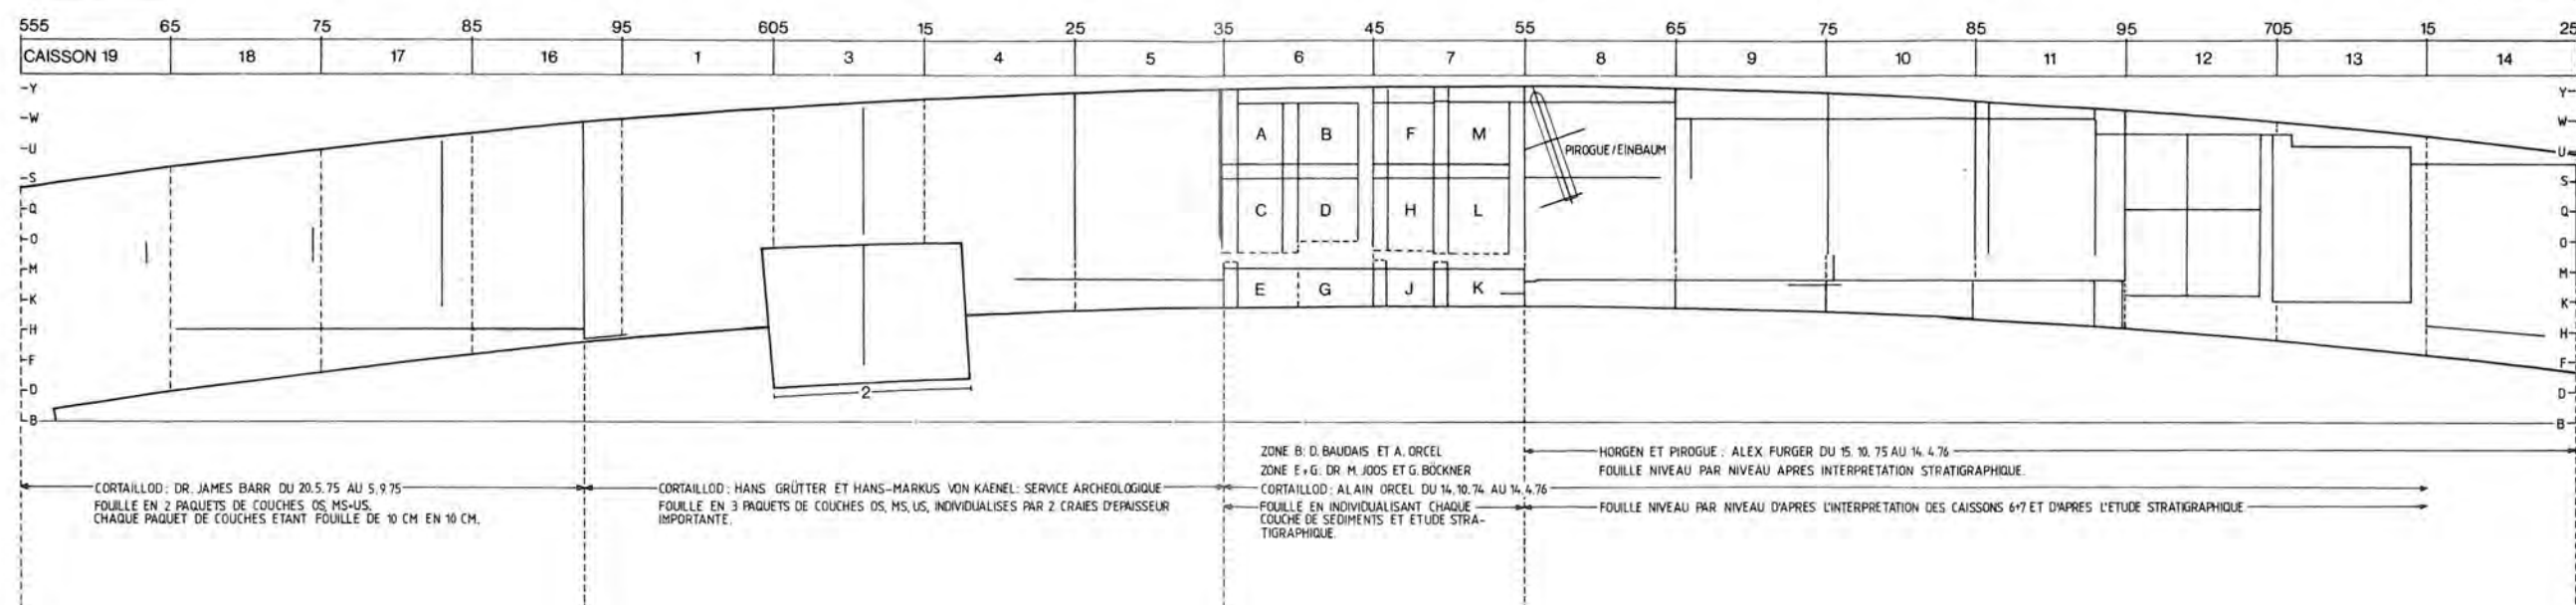 555 65 75 85 95 605 15 25 35 45 55 65 75 85 95 705 15 25
CAISSON 19 18 17 16 1 3 4 5 6 7 8 9 10 11 12 13 14
Y Y
W W
A B F M
U PIROGUE/EINBAUM U
S S
Q C D H L Q
O O
M M
E G J K
K K
H H
F F
D 2 D
B B
ZONE B: D. BAUDAIS ET A. ORCEL
ZONE E+G: DR. M. JOOS ET G. BÖCKNER
HORGEN ET PIROGUE: ALEX FURGER DU 15.10.75 AU 14.4.76
FOUILLE NIVEAU PAR NIVEAU APRES INTERPRETATION STRATIGRAPHIQUE.
CORTAILLOD: DR. JAMES BARR DU 20.5.75 AU 5.9.75
FOUILLE EN 2 PAQUETS DE COUCHES OS, MS+US.
CHAQUE PAQUET DE COUCHES ETANT FOUILLE DE 10 CM EN 10 CM.
CORTAILLOD: HANS GRÜTTER ET HANS-MARKUS VON KAENEL: SERVICE ARCHEOLOGIQUE
FOUILLE EN 3 PAQUETS DE COUCHES OS, MS, US, INDIVIDUALISES PAR 2 CRAIES D'EPAISSEUR
IMPORTANTE.
CORTAILLOD: ALAIN ORCEL DU 14.10.74 AU 14.4.76
FOUILLE EN INDIVIDUALISANT CHAQUE
COUCHE DE SEDIMENTS ET ETUDE STRA-
TIGRAPHIQUE.
FOUILLE NIVEAU PAR NIVEAU D'APRES L'INTERPRETATION DES CAISSONS 6+7 ET D'APRES L'ETUDE STRATIGRAPHIQUE